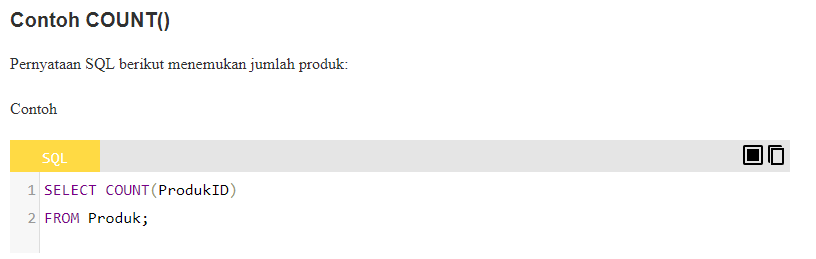 Contoh COUNT()
Pernyataan SQL berikut menemukan jumlah produk:
Contoh
SQL
1 SELECT COUNT(ProdukID)
2 FROM Produk;